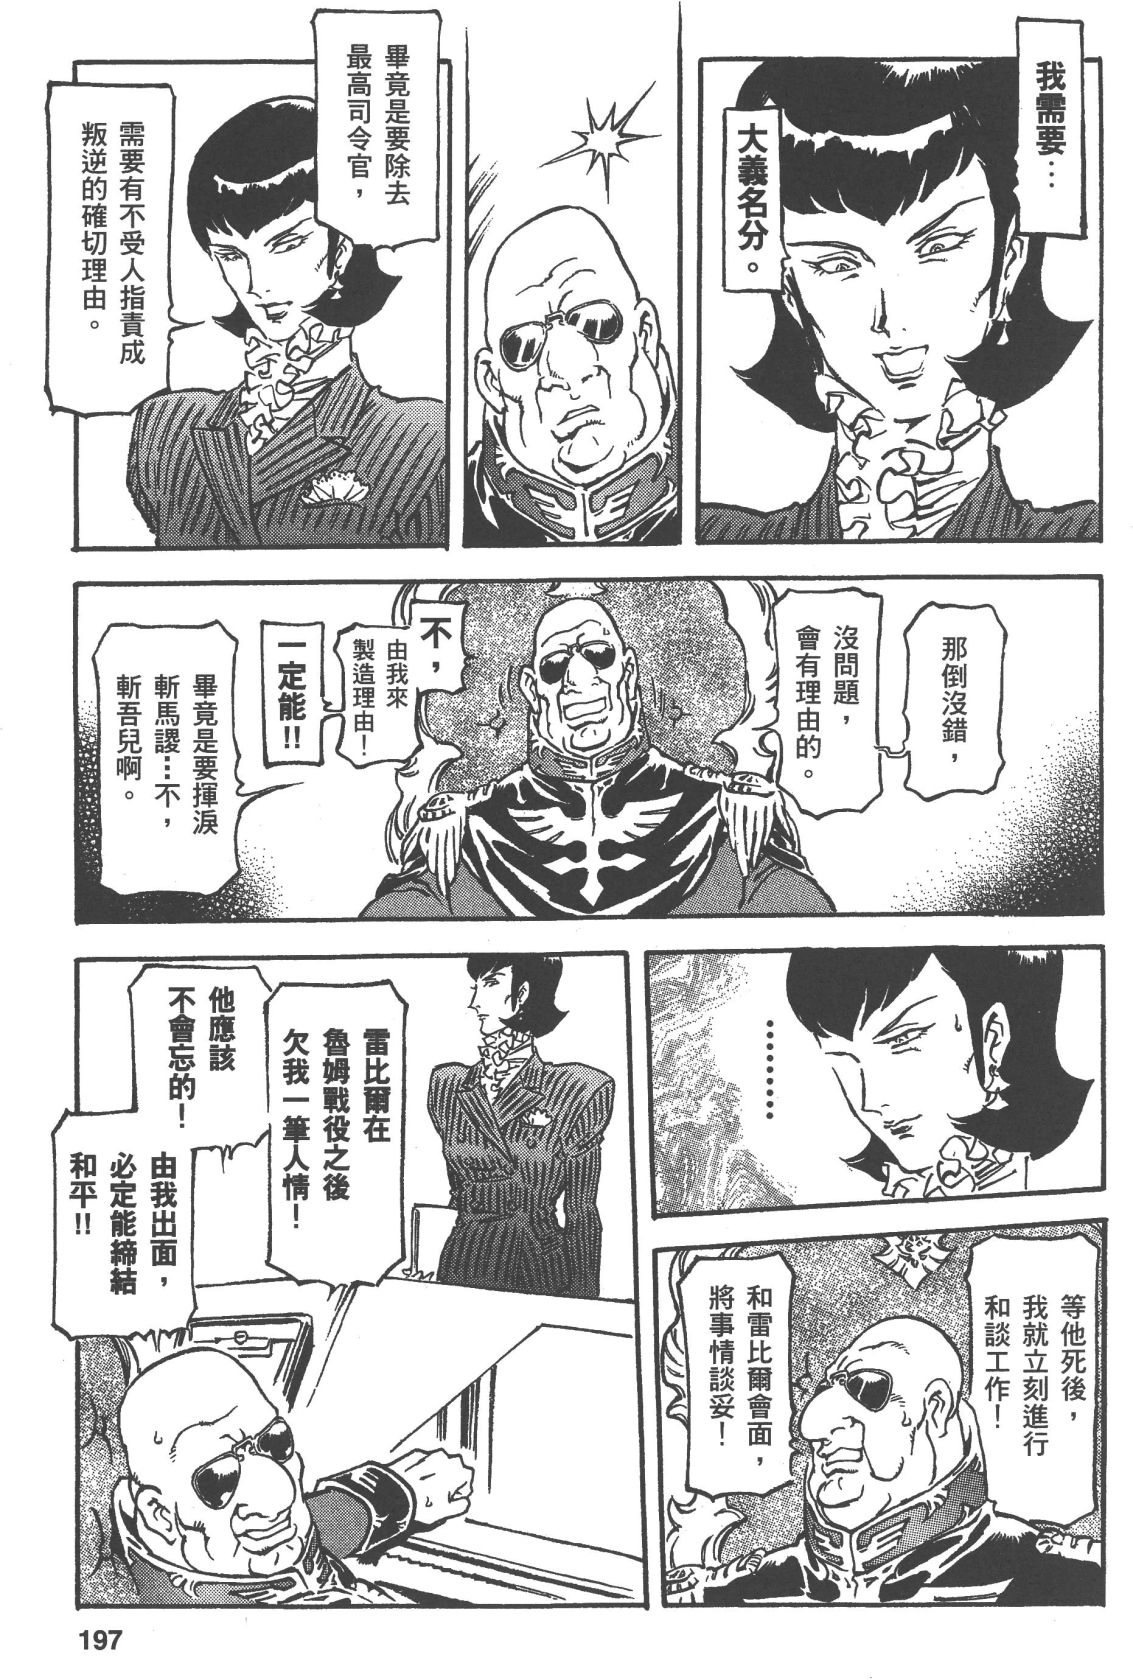 我需要…
大義名分。
畢竟是要除去
最高司令官，
需要有不受人指責成
叛逆的確切理由。
那倒沒錯，
沒問題，
會有理由的。
不，
由我來
製造理由！
一定能!!
畢竟是要揮淚
斬馬謖…不，
斬吾兒啊。
………
等他死後，
我就立刻進行
和談工作！
和雷比爾會面，
將事情談妥！
雷比爾在
魯姆戰役之後
欠我一筆人情！
他應該
不會忘的！
由我出面，
必定能締結
和平!!
197